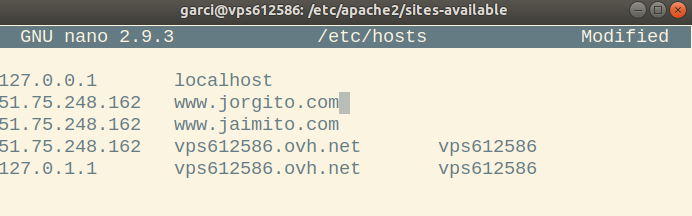 garci@vps612586: /etc/apache2/sites-available
GNU nano 2.9.3 /etc/hosts Modified
127.0.0.1 localhost
51.75.248.162 www.jorgito.com
51.75.248.162 www.jaimito.com
51.75.248.162 vps612586.ovh.net vps612586
127.0.1.1 vps612586.ovh.net vps612586